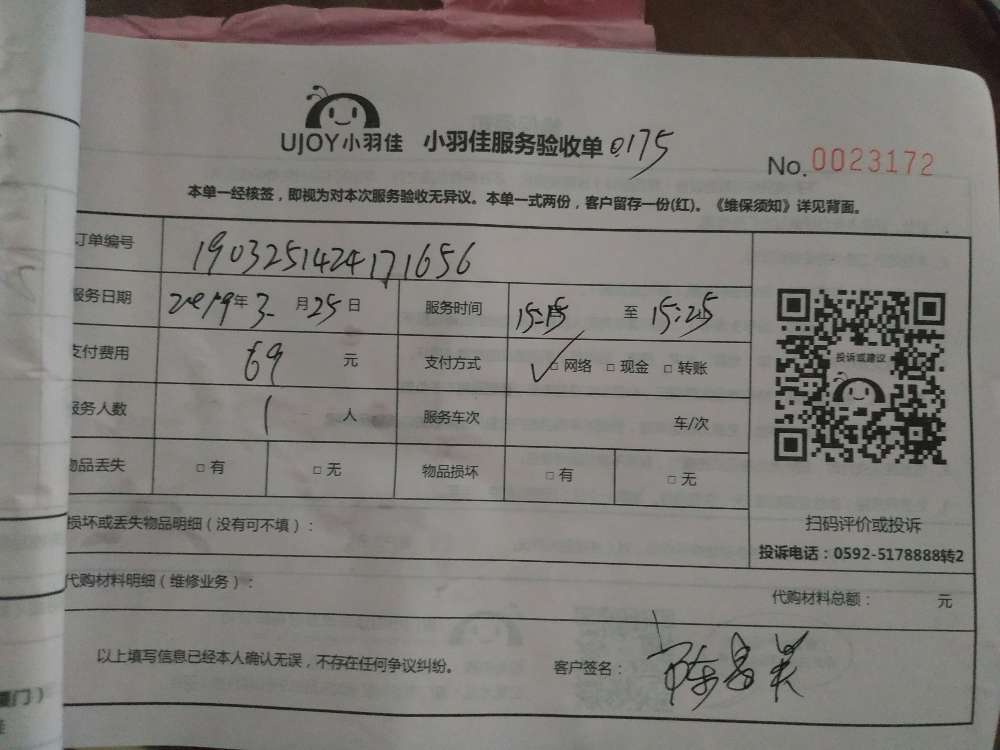 UJOY小羽佳 小羽佳服务验收单 0175
No. 0023172
本单一经核签，即视为对本次服务验收无异议。本单一式两份，客户留存一份(红)。《维保须知》详见背面。
订单编号 1903251424171656
服务日期 2019年3月25日 服务时间 15:15 至 15:25
支付费用 69 元 支付方式 ✓□网络 □现金 □转账
服务人数 1 人 服务车次 车/次
物品丢失 □有 □无 物品损坏 □有 □无
投诉或建议
扫码评价或投诉
投诉电话：0592-5178888转2
损坏或丢失物品明细（没有可不填）：
代购材料明细（维修业务）： 代购材料总额： 元
以上填写信息已经本人确认无误，不存在任何争议纠纷。 客户签名：
厦门）